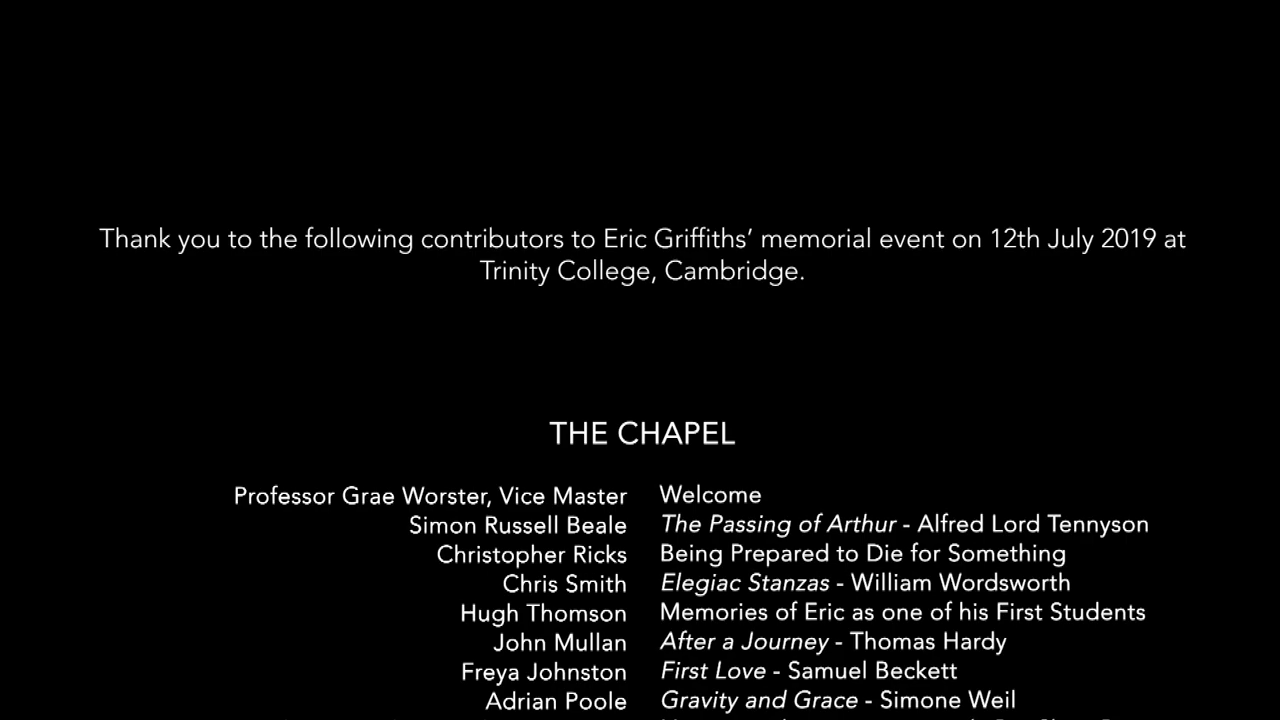 Thank you to the following contributors to Eric Griffiths’ memorial event on 12th July 2019 at
Trinity College, Cambridge.
THE CHAPEL
Professor Grae Worster, Vice Master Welcome
Simon Russell Beale The Passing of Arthur - Alfred Lord Tennyson
Christopher Ricks Being Prepared to Die for Something
Chris Smith Elegiac Stanzas - William Wordsworth
Hugh Thomson Memories of Eric as one of his First Students
John Mullan After a Journey - Thomas Hardy
Freya Johnston First Love - Samuel Beckett
Adrian Poole Gravity and Grace - Simone Weil